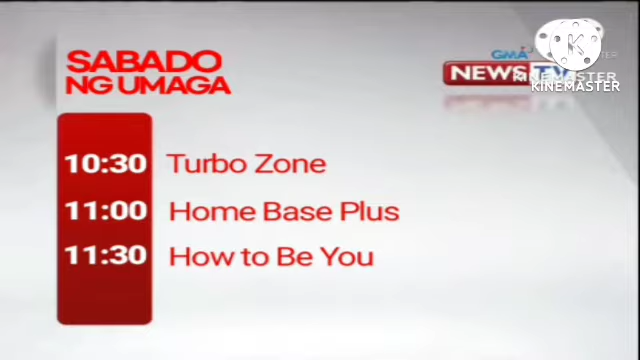 SABADO
NG UMAGA
GMA
NEWS TV
KINEMASTER
KINEMASTER
10:30 Turbo Zone
11:00 Home Base Plus
11:30 How to Be You